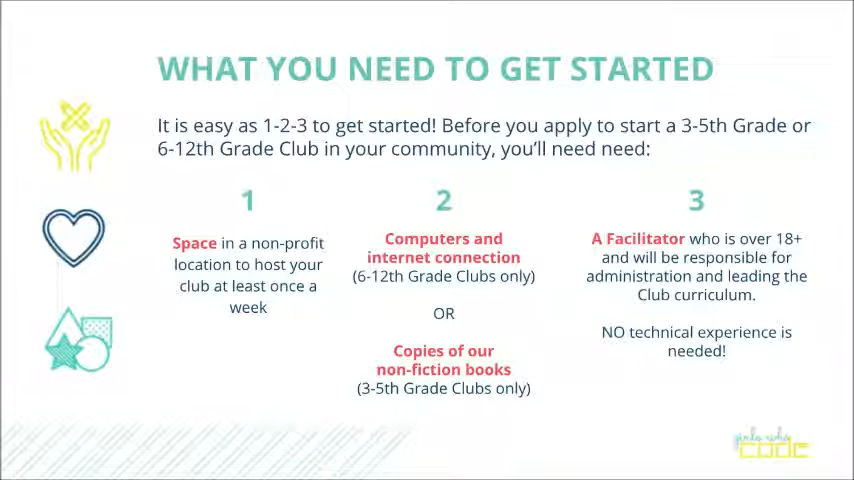 WHAT YOU NEED TO GET STARTED
It is easy as 1-2-3 to get started! Before you apply to start a 3-5th Grade or
6-12th Grade Club in your community, you'll need need:
1
Space in a non-profit
location to host your
club at least once a
week
2
Computers and
internet connection
(6-12th Grade Clubs only)
OR
Copies of our
non-fiction books
(3-5th Grade Clubs only)
3
A Facilitator who is over 18+
and will be responsible for
administration and leading the
Club curriculum.
NO technical experience is
needed!
girls who
CODE